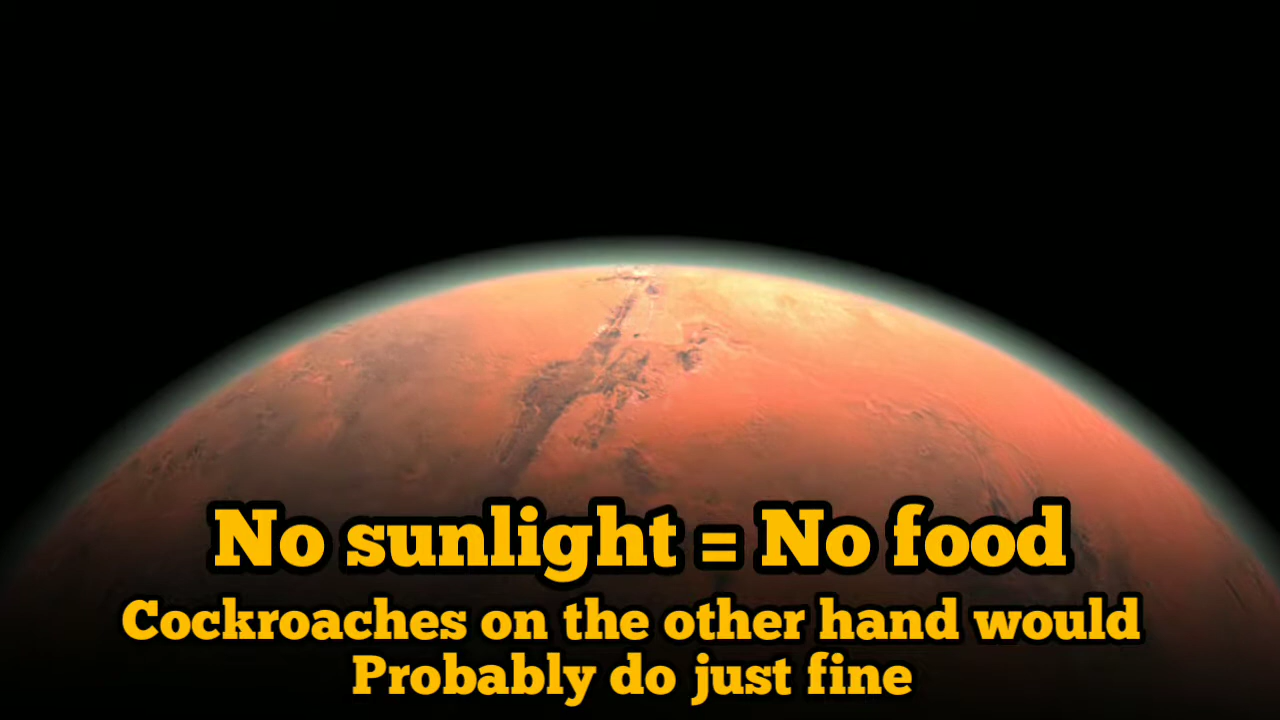 No sunlight = No food
Cockroaches on the other hand would
Probably do just fine